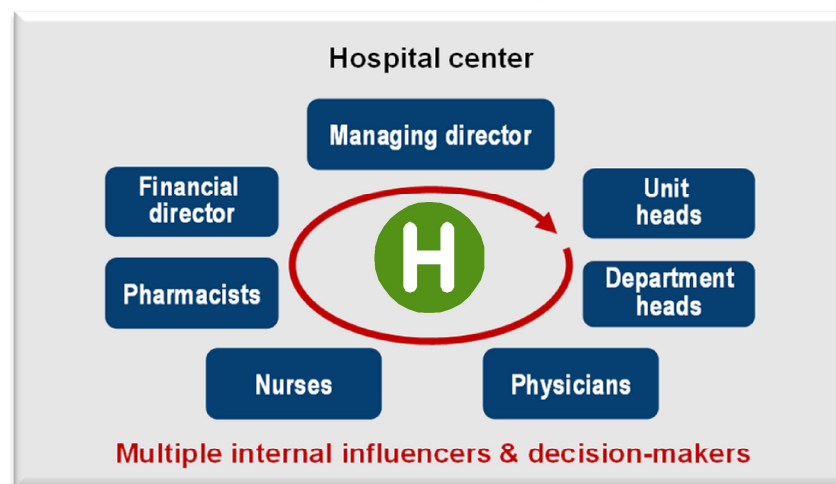 Hospital center
Managing director
Financial
director
Unit
heads
H
Pharmacists
Department
heads
Nurses
Physicians
Multiple internal influencers & decision-makers